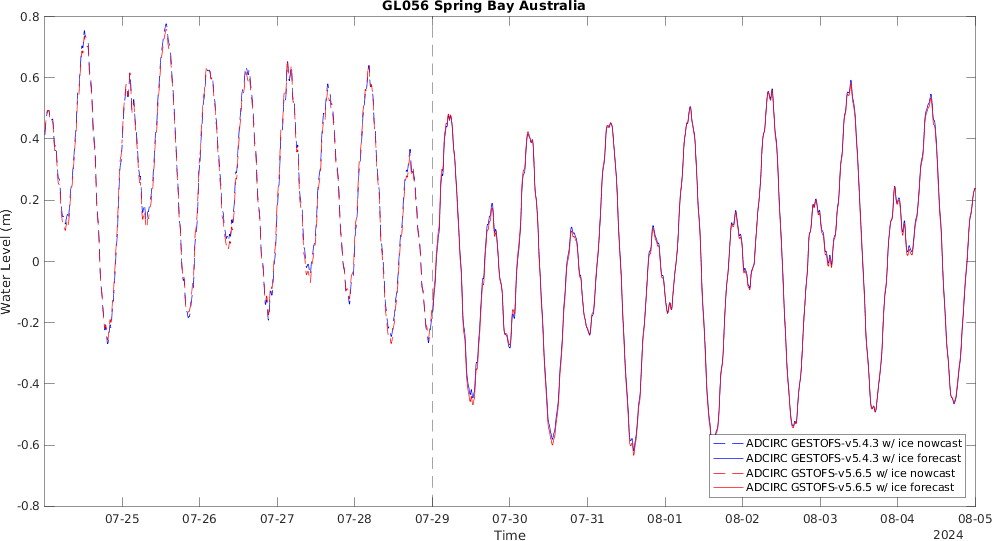 GL056 Spring Bay Australia
Water Level (m)
0.8
0.6
0.4
0.2
0
-0.2
-0.4
-0.6
-0.8
ADCIRC GESTOFS-v5.4.3 w/ ice nowcast
ADCIRC GESTOFS-v5.4.3 w/ ice forecast
ADCIRC GSTOFS-v5.6.5 w/ ice nowcast
ADCIRC GSTOFS-v5.6.5 w/ ice forecast
07-25 07-26 07-27 07-28 07-29 07-30 07-31 08-01 08-02 08-03 08-04 08-05
Time
2024